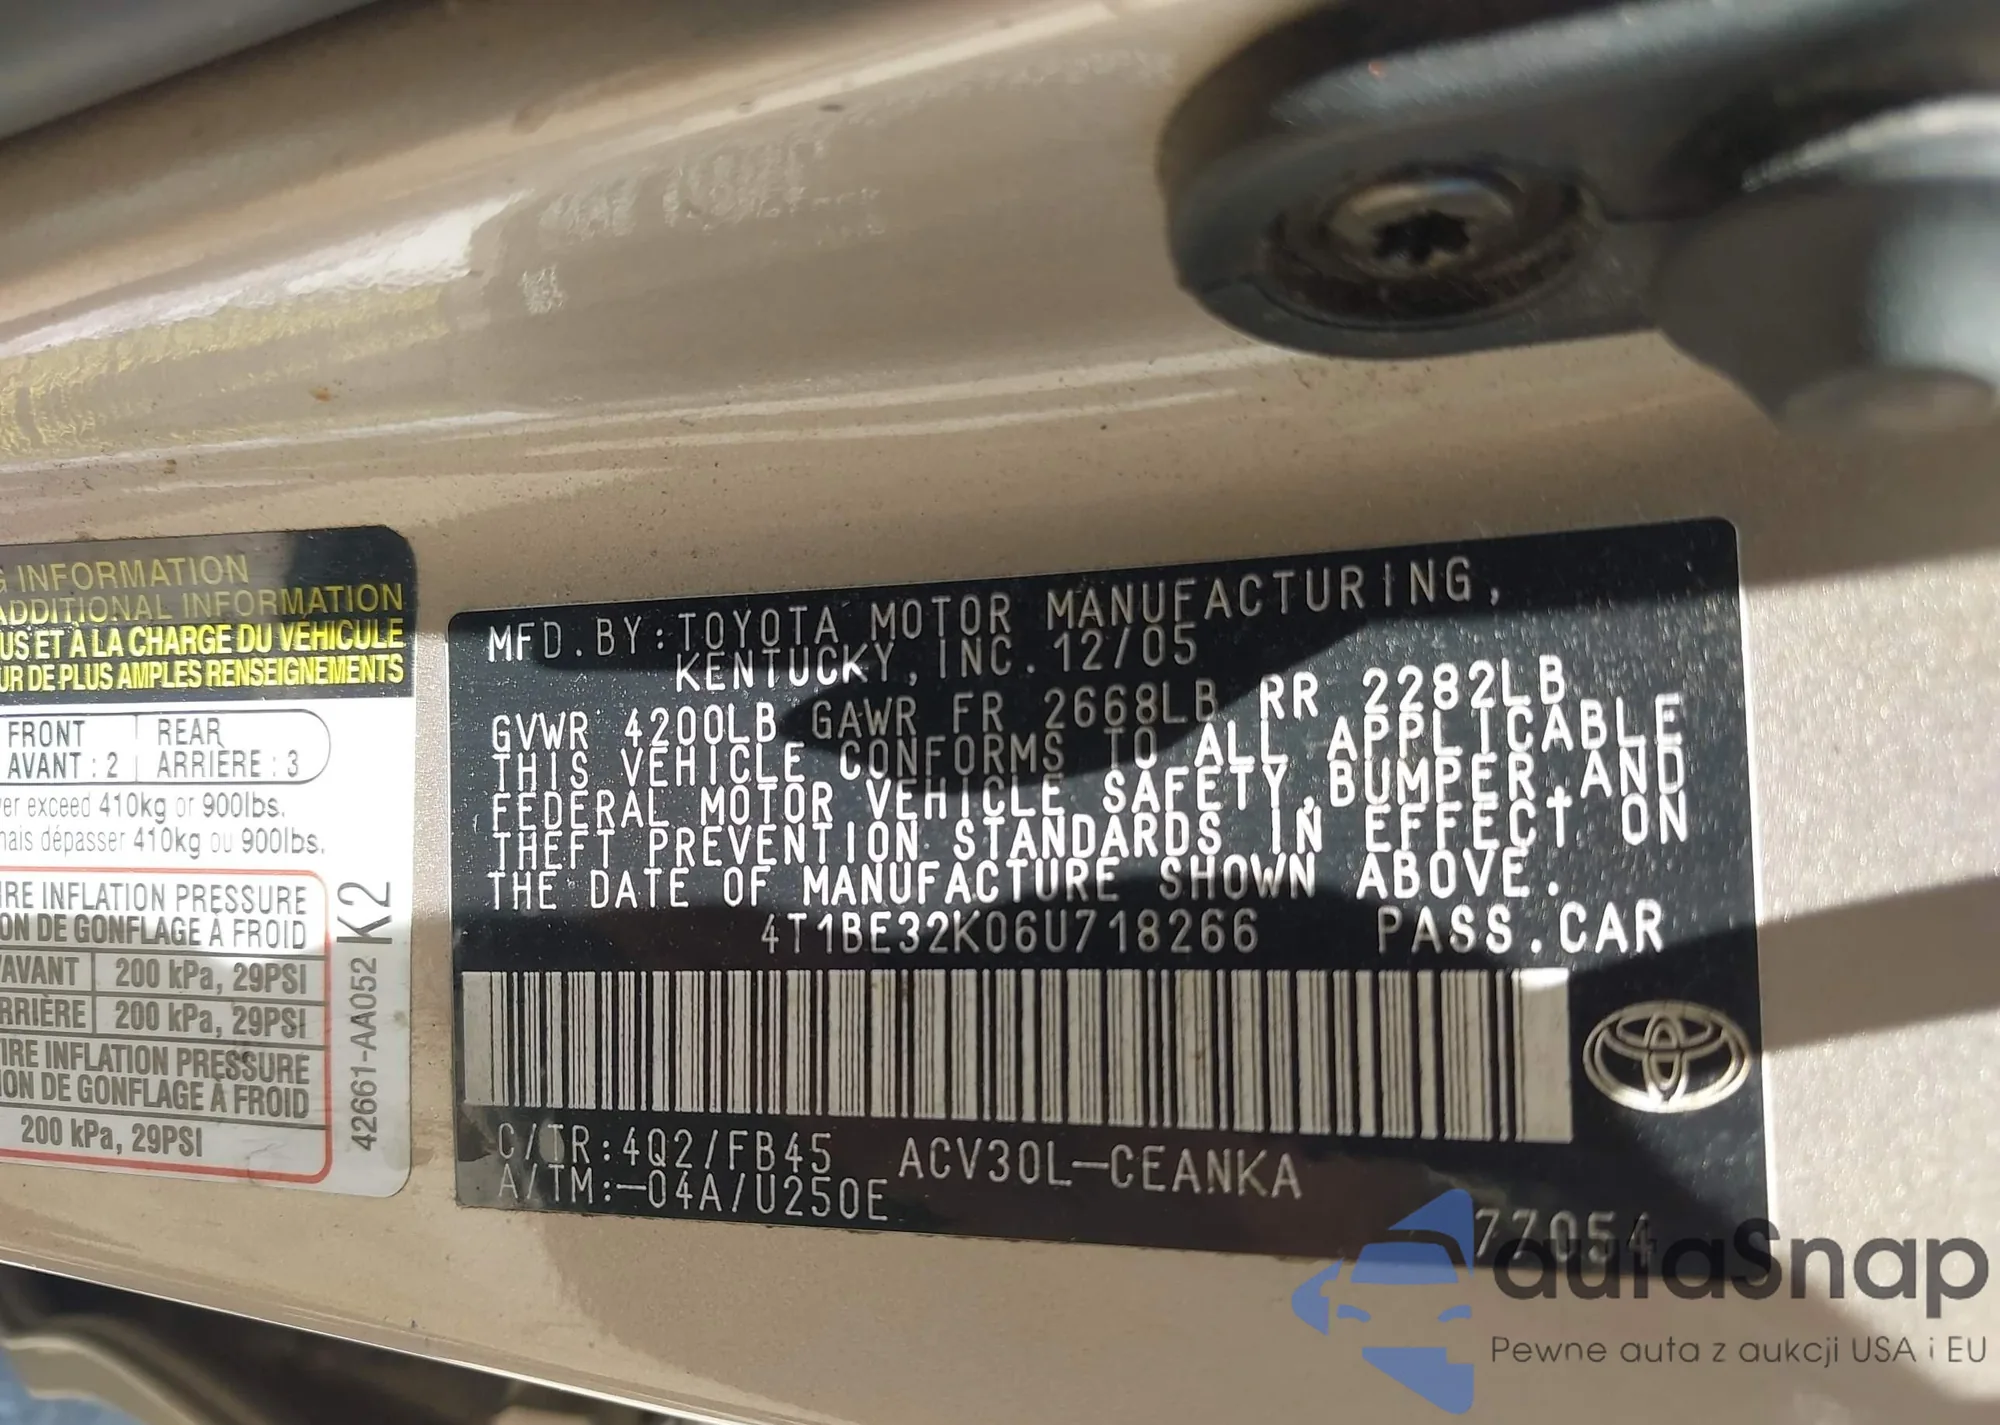 G INFORMATION
ADDITIONAL INFORMATION
US ET À LA CHARGE DU VÉHICULE
UR DE PLUS AMPLES RENSEIGNEMENTS
FRONT REAR
AVANT : 2 ARRIÈRE : 3
ver exceed 410kg or 900lbs.
mais dépasser 410kg ou 900lbs.
IRE INFLATION PRESSURE
ON DE GONFLAGE À FROID
AVANT 200 kPa, 29PSI
RRIÈRE 200 kPa, 29PSI
TIRE INFLATION PRESSURE
ION DE GONFLAGE À FROID
200 kPa, 29PSI
42661-AA052 K2
MFD.BY:TOYOTA MOTOR MANUFACTURING,
KENTUCKY,INC.12/05
GVWR 4200LB GAWR FR 2668LB RR 2282LB
THIS VEHICLE CONFORMS TO ALL APPLICABLE
FEDERAL MOTOR VEHICLE SAFETY,BUMPER,AND
THEFT PREVENTION STANDARDS IN EFFECT ON
THE DATE OF MANUFACTURE SHOWN ABOVE.
4T1BE32K06U718266 PASS.CAR
C/TR:4Q2/FB45 ACV30L-CEANKA
A/TM:-04A/U250E
77054
auraSnap
Pewne auta z aukcji USA i EU